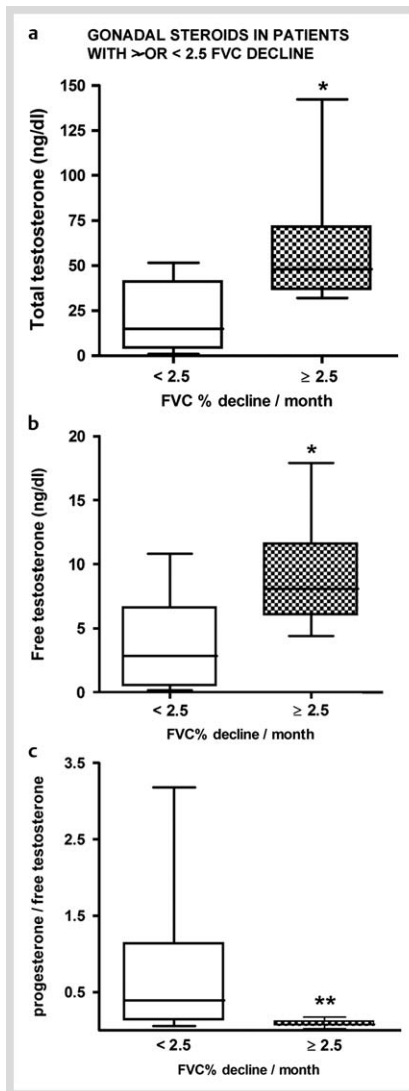 a
GONADAL STEROIDS IN PATIENTS
WITH >OR < 2.5 FVC DECLINE
Total testosterone (ng/dl)
150
125
100
75
50
25
0
*
< 2.5
≥ 2.5
FVC % decline / month
b
Free testosterone (ng/dl)
20
15
10
5
0
*
< 2.5
≥ 2.5
FVC% decline / month
c
progesterone / free testosterone
3.5
2.5
1.5
0.5
**
< 2.5
≥ 2.5
FVC% decline / month